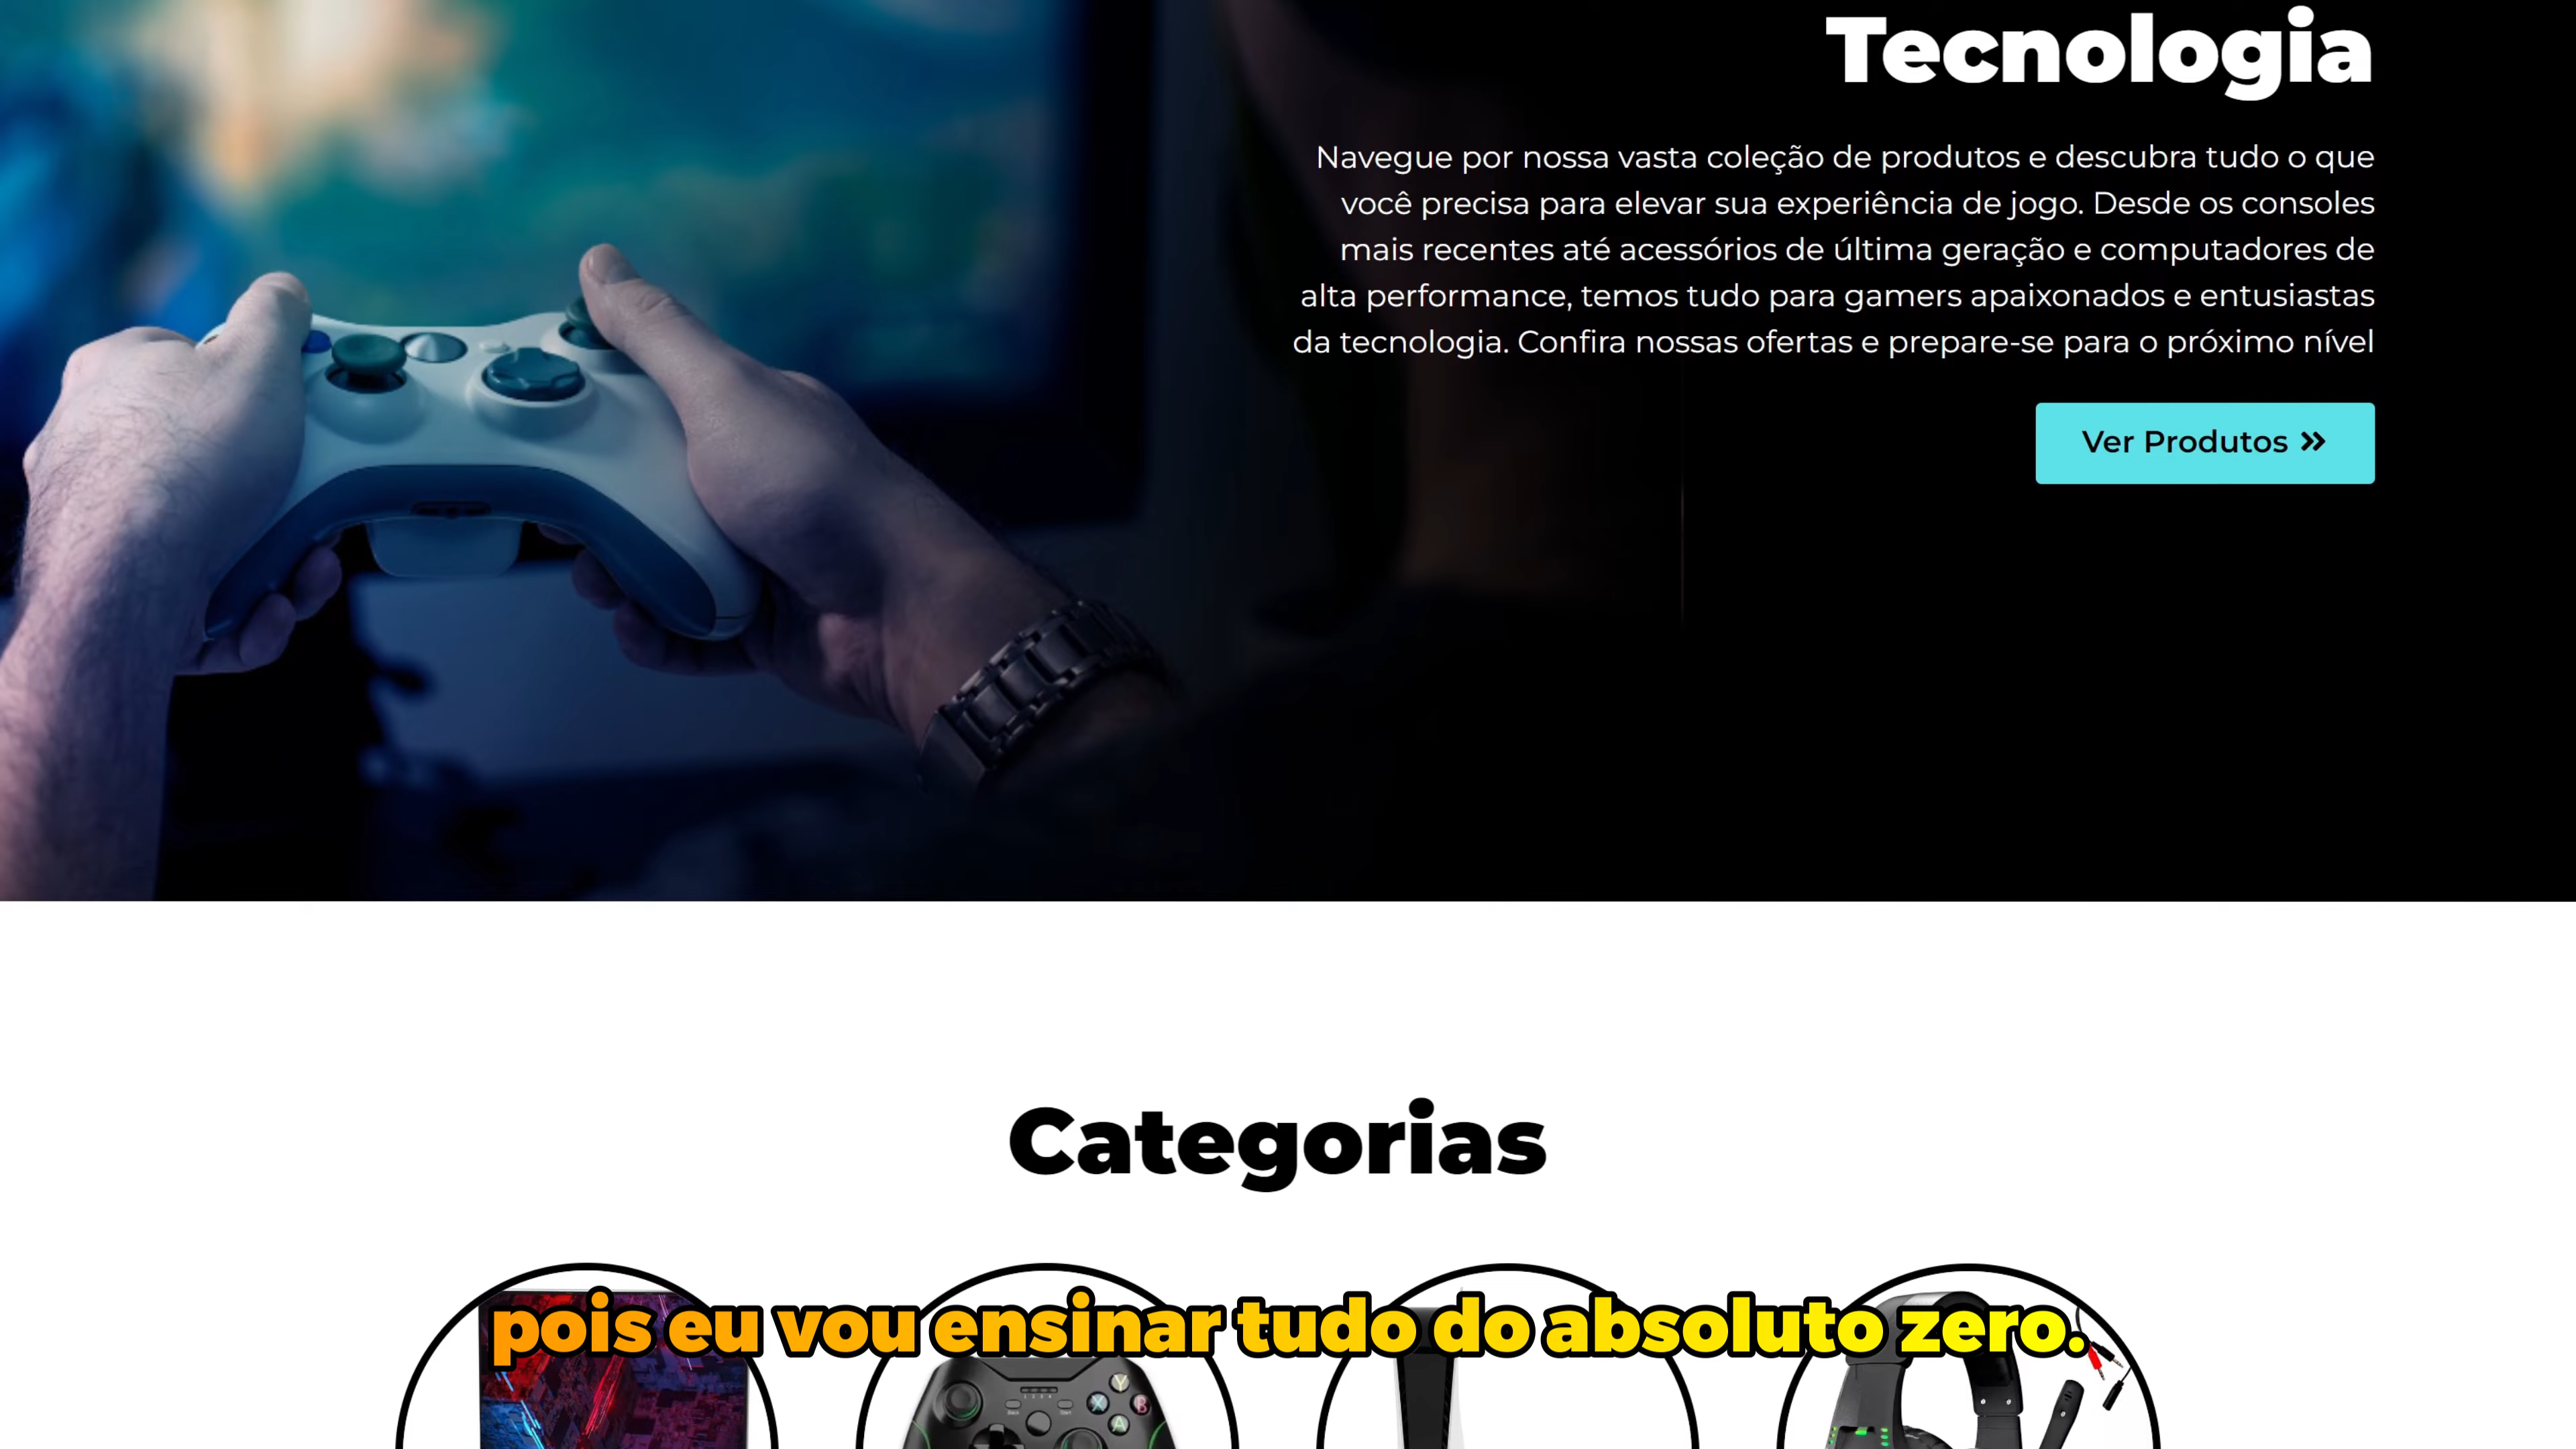 Tecnologia
Navegue por nossa vasta coleção de produtos e descubra tudo o que
você precisa para elevar sua experiência de jogo. Desde os consoles
mais recentes até acessórios de última geração e computadores de
alta performance, temos tudo para gamers apaixonados e entusiastas
da tecnologia. Confira nossas ofertas e prepare-se para o próximo nível
Ver Produtos »
Categorias
pois eu vou ensinar tudo do absoluto zero.
Y
X B
A